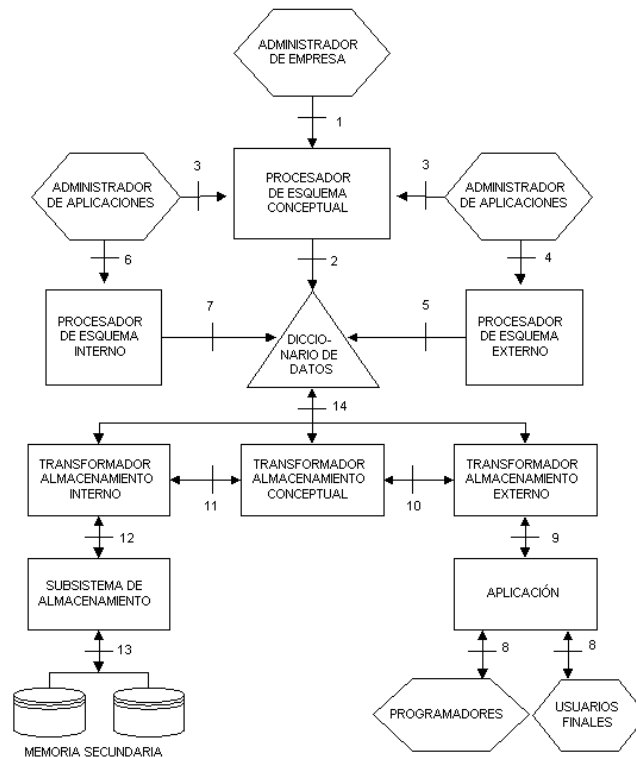 ADMINISTRADOR
DE EMPRESA
1
3
3
ADMINISTRADOR
DE APLICACIONES
PROCESADOR
DE ESQUEMA
CONCEPTUAL
ADMINISTRADOR
DE APLICACIONES
6
2
4
PROCESADOR
DE ESQUEMA
INTERNO
7
DICCIO-
NARIO DE
DATOS
5
PROCESADOR
DE ESQUEMA
EXTERNO
14
TRANSFORMADOR
ALMACENAMIENTO
INTERNO
11
TRANSFORMADOR
ALMACENAMIENTO
CONCEPTUAL
10
TRANSFORMADOR
ALMACENAMIENTO
EXTERNO
12
9
SUBSISTEMA DE
ALMACENAMIENTO
APLICACIÓN
13
8
8
PROGRAMADORES
USUARIOS
FINALES
MEMORIA SECUNDARIA